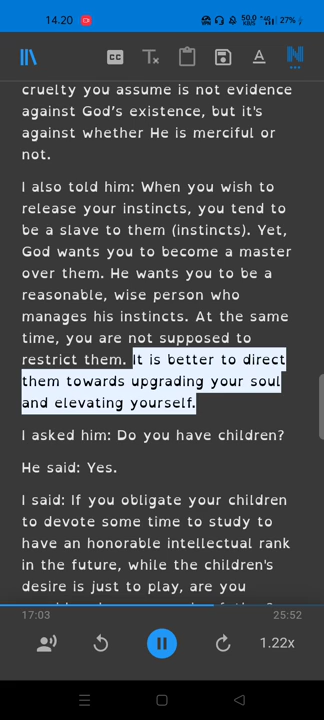 14.20
50.0 KB/S
4G
27%
CC
cruelty you assume is not evidence
against God's existence, but it's
against whether He is merciful or
not.
I also told him: When you wish to
release your instincts, you tend to
be a slave to them (instincts). Yet,
God wants you to become a master
over them. He wants you to be a
reasonable, wise person who
manages his instincts. At the same
time, you are not supposed to
restrict them. It is better to direct
them towards upgrading your soul
and elevating yourself.
I asked him: Do you have children?
He said: Yes.
I said: If you obligate your children
to devote some time to study to
have an honorable intellectual rank
in the future, while the children's
desire is just to play, are you
17:03
25:52
1.22x